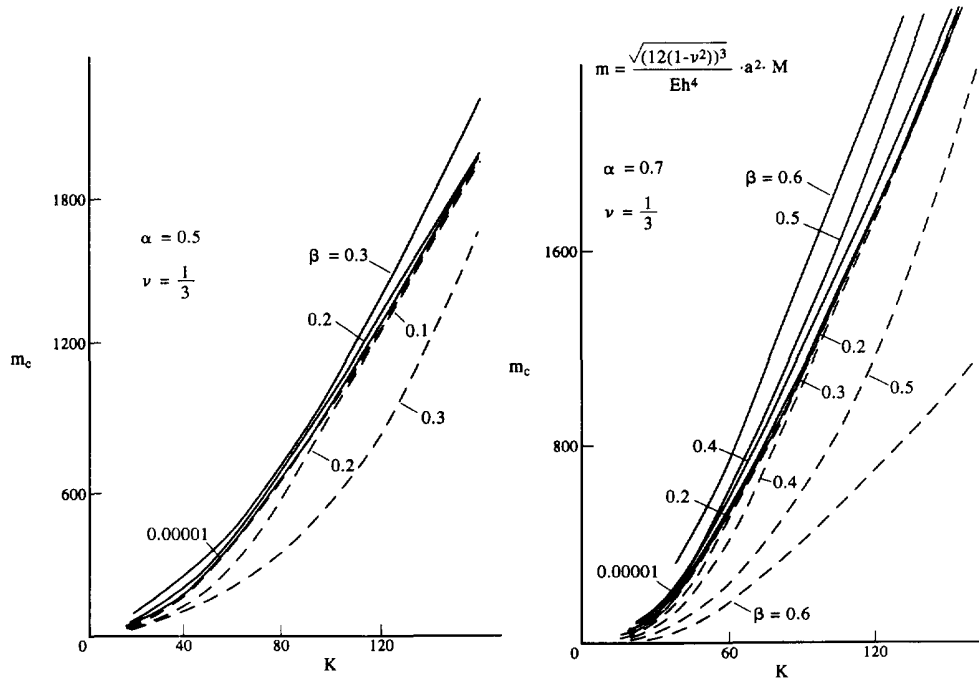 1800
1200
600
0
40
80
120
K
m_c
α = 0.5
ν = 1/3
β = 0.3
0.2
0.1
0.3
0.2
0.00001
m = √(12(1-ν²))³ / Eh⁴ ·a²· M
α = 0.7
ν = 1/3
β = 0.6
0.5
1600
0.2
0.3
0.5
m_c
800
0.4
0.4
0.2
0.00001
β = 0.6
0
60
120
K